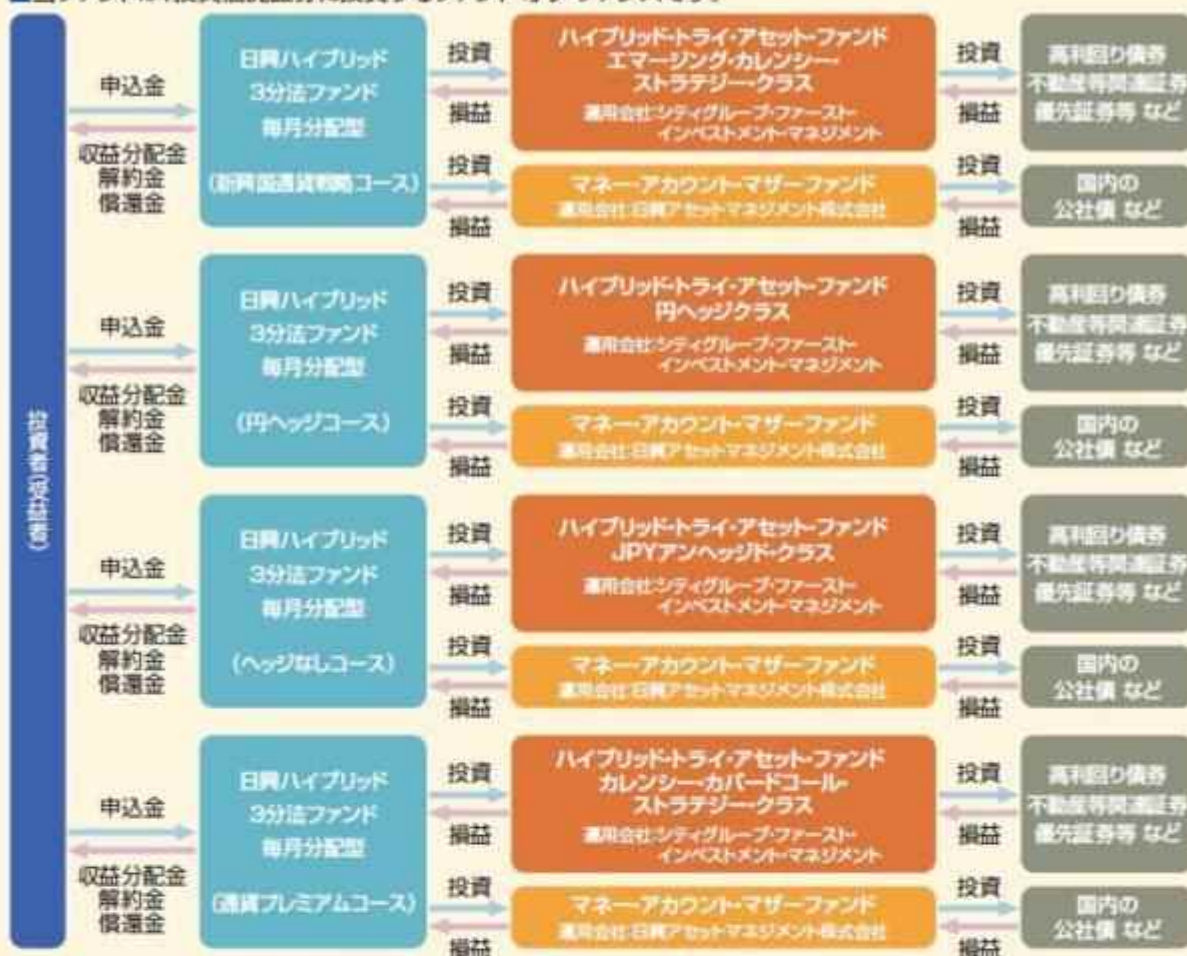 投資者(受益者)
申込金
収益分配金
解約金
償還金
日興ハイブリッド
3分法ファンド
毎月分配型
(新興国通貨戦略コース)
投資
損益
投資
損益
ハイブリッド・トライ・アセット・ファンド
エマージング・カレンシー・
ストラテジー・クラス
運用会社:シティグループ・ファースト・
インベストメント・マネジメント
マネー・アカウント・マザーファンド
運用会社:日興アセットマネジメント株式会社
投資
損益
投資
損益
高利回り債券
不動産等関連証券
優先証券等 など
国内の
公社債 など
申込金
収益分配金
解約金
償還金
日興ハイブリッド
3分法ファンド
毎月分配型
(円ヘッジコース)
投資
損益
投資
損益
ハイブリッド・トライ・アセット・ファンド
円ヘッジクラス
運用会社:シティグループ・ファースト・
インベストメント・マネジメント
マネー・アカウント・マザーファンド
運用会社:日興アセットマネジメント株式会社
投資
損益
投資
損益
高利回り債券
不動産等関連証券
優先証券等 など
国内の
公社債 など
申込金
収益分配金
解約金
償還金
日興ハイブリッド
3分法ファンド
毎月分配型
(ヘッジなしコース)
投資
損益
投資
損益
ハイブリッド・トライ・アセット・ファンド
JPYアンヘッジド・クラス
運用会社:シティグループ・ファースト・
インベストメント・マネジメント
マネー・アカウント・マザーファンド
運用会社:日興アセットマネジメント株式会社
投資
損益
投資
損益
高利回り債券
不動産等関連証券
優先証券等 など
国内の
公社債 など
申込金
収益分配金
解約金
償還金
日興ハイブリッド
3分法ファンド
毎月分配型
(通貨プレミアムコース)
投資
損益
投資
損益
ハイブリッド・トライ・アセット・ファンド
カレンシー・カバードコール・
ストラテジー・クラス
運用会社:シティグループ・ファースト・
インベストメント・マネジメント
マネー・アカウント・マザーファンド
運用会社:日興アセットマネジメント株式会社
投資
損益
投資
損益
高利回り債券
不動産等関連証券
優先証券等 など
国内の
公社債 など